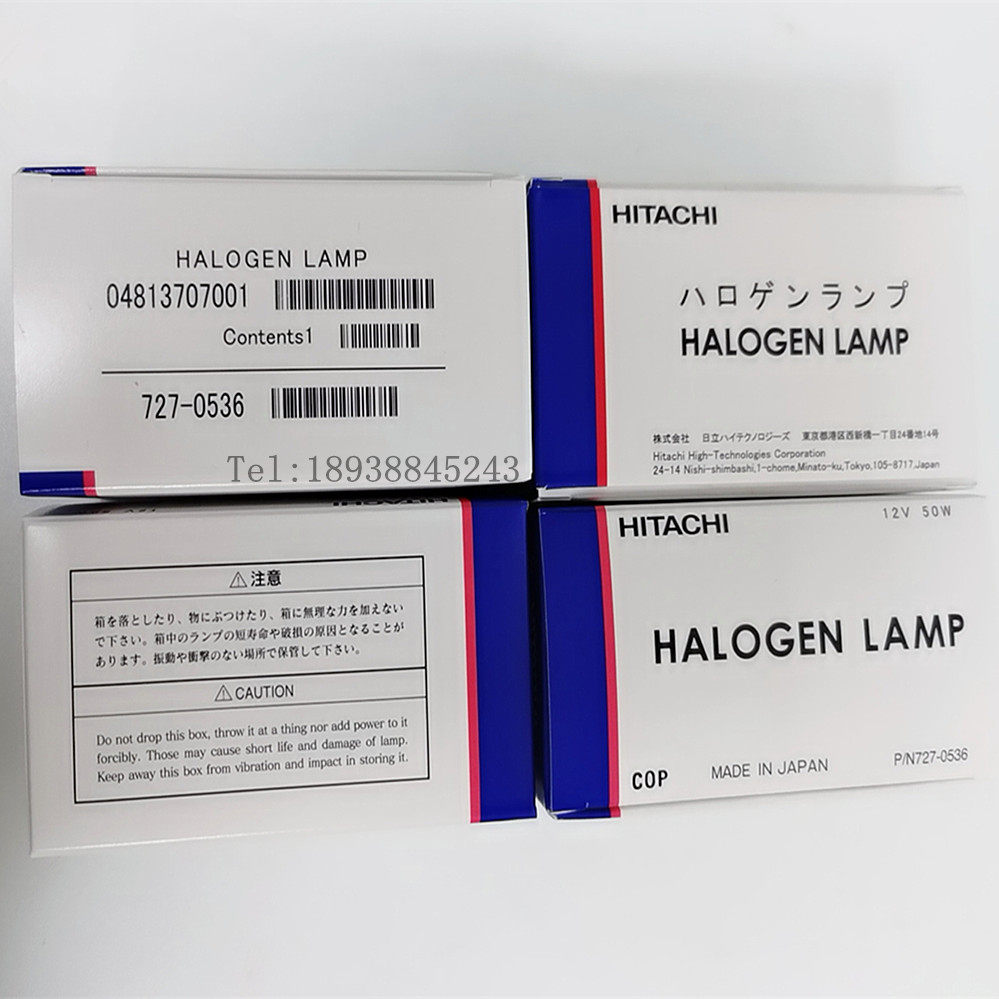 HALOGEN LAMP
04813707001
Contents1
727-0536
Tel:18938845243
HITACHI
ハロゲンランプ
HALOGEN LAMP
株式会社 日立ハイテクノロジーズ 東京都港区西新橋一丁目24番地14号
Hitachi High-Technologies Corporation
24-14 Nishi-shimbashi,1-chome,Minato-ku,Tokyo,105-8717,Japan
HITACHI
⚠注意
箱を落としたり、物にぶつけたり、箱に無理な力を加えない
で下さい。箱中のランプの短寿命や破損の原因となることが
あります。振動や衝撃のない場所で保管して下さい。
⚠CAUTION
Do not drop this box, throw it at a thing nor add power to it
forcibly. Those may cause short life and damage of lamp.
Keep away this box from vibration and impact in storing it.
HITACHI
12V 50W
HALOGEN LAMP
COP MADE IN JAPAN P/N727-0536